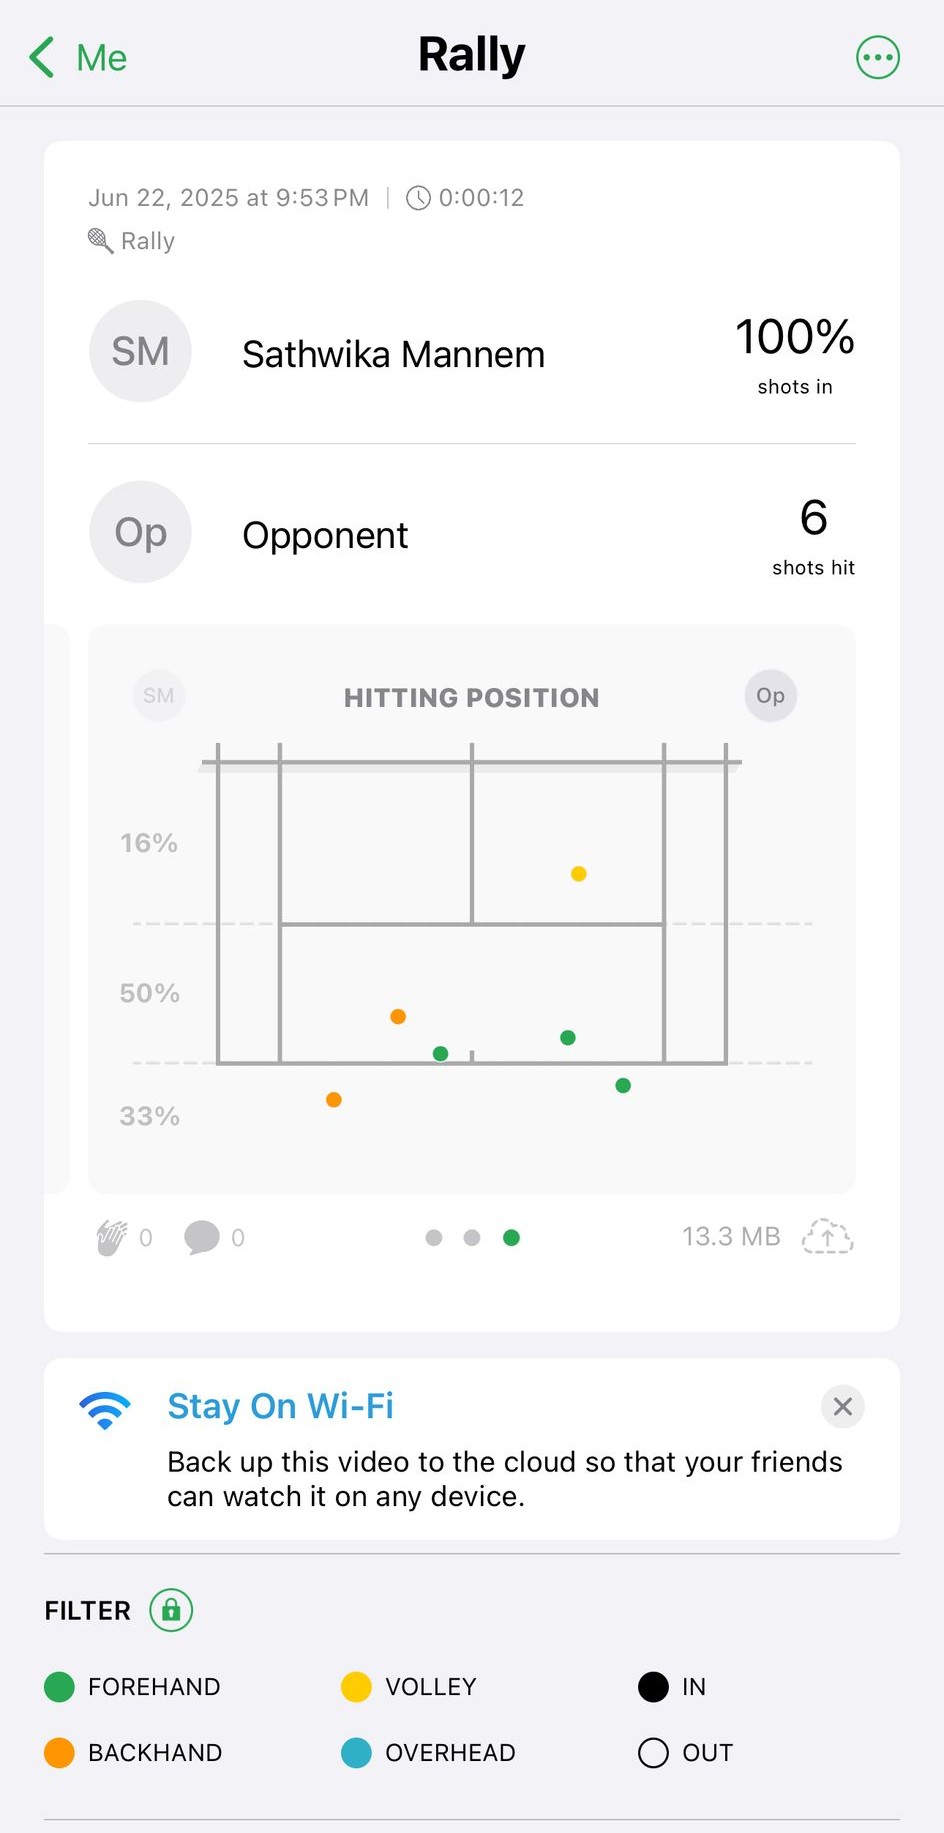 Me
Rally
Jun 22, 2025 at 9:53 PM | 0:00:12
Rally
SM
Sathwika Mannem
100%
shots in
Op
Opponent
6
shots hit
SM
HITTING POSITION
Op
16%
50%
33%
0
0
13.3 MB
Stay On Wi-Fi
Back up this video to the cloud so that your friends
can watch it on any device.
FILTER
FOREHAND
VOLLEY
IN
BACKHAND
OVERHEAD
OUT